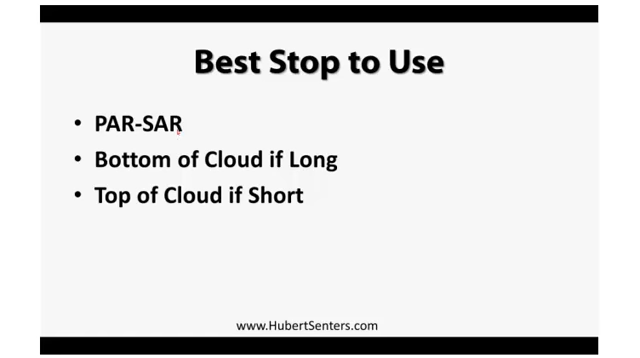 Best Stop to Use
• PAR-SAR
• Bottom of Cloud if Long
• Top of Cloud if Short
www.HubertSenters.com